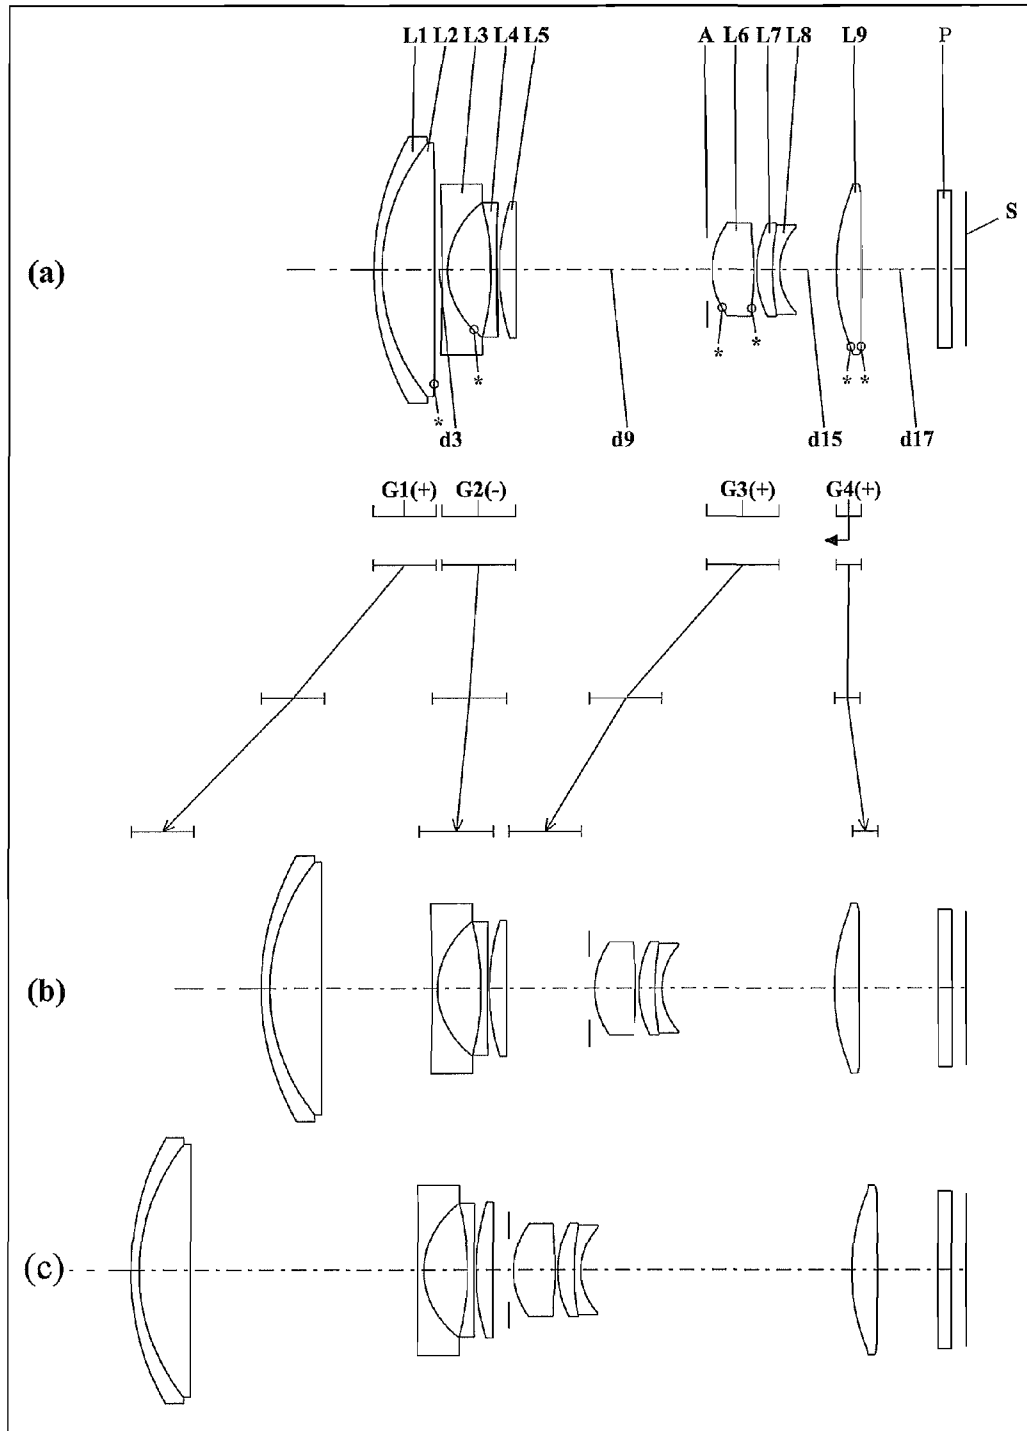 L1 L2 L3 L4 L5 A L6 L7 L8 L9 P
S
(a)
* * * * * *
d3 d9 d15 d17
G1(+) G2(-) G3(+) G4(+)
(b)
(c)